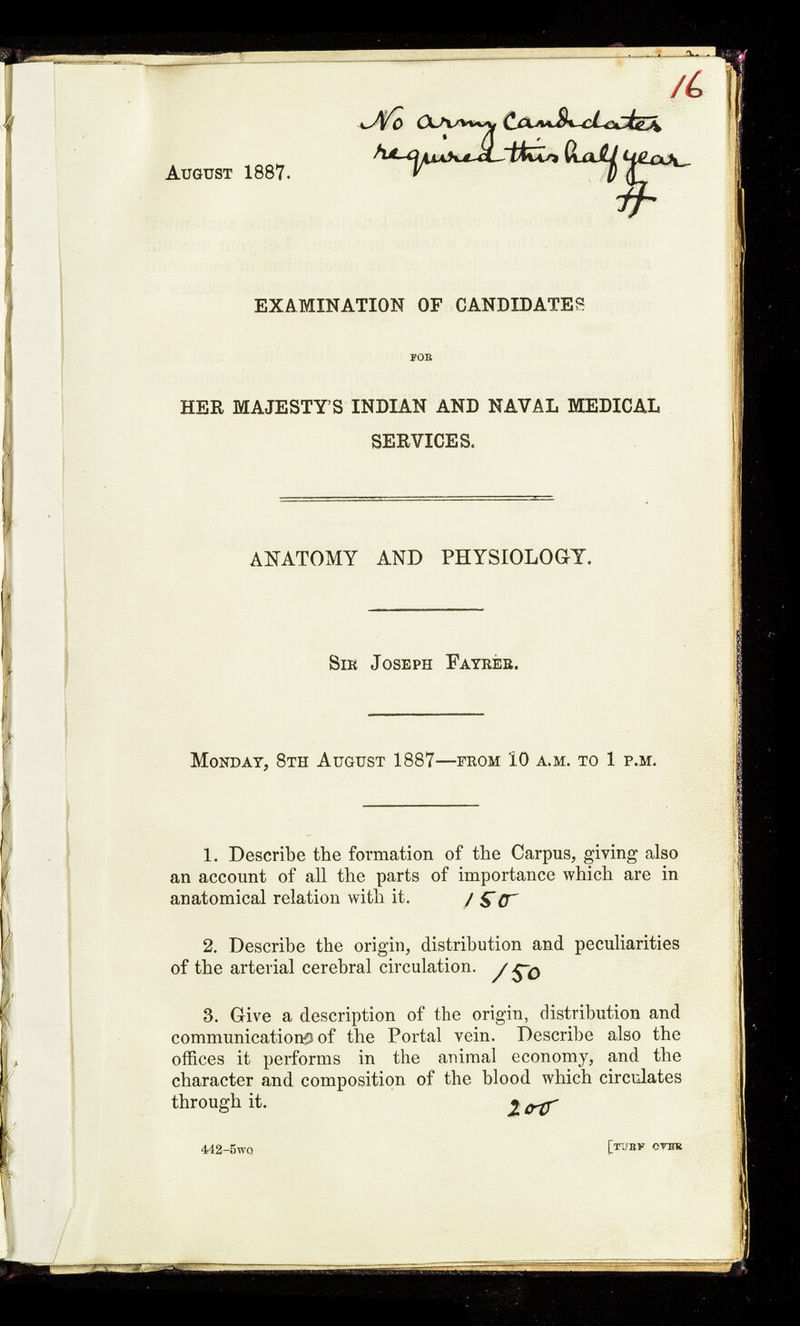 16
No army Candidates
required this half year
AUGUST 1887.
EXAMINATION OF CANDIDATES
FOR
HER MAJESTY'S INDIAN AND NAVAL MEDICAL
SERVICES.
ANATOMY AND PHYSIOLOGY.
SIR JOSEPH FAYRER.
MONDAY, 8TH AUGUST 1887—FROM 10 A.M. TO 1 P.M.
1. Describe the formation of the Carpus, giving also
an account of all the parts of importance which are in
anatomical relation with it. 150
2. Describe the origin, distribution and peculiarities
of the arterial cerebral circulation. 150
3. Give a description of the origin, distribution and
communications of the Portal vein. Describe also the
offices it performs in the animal economy, and the
character and composition of the blood which circulates
through it. 200
442-5wo [TURN OVER